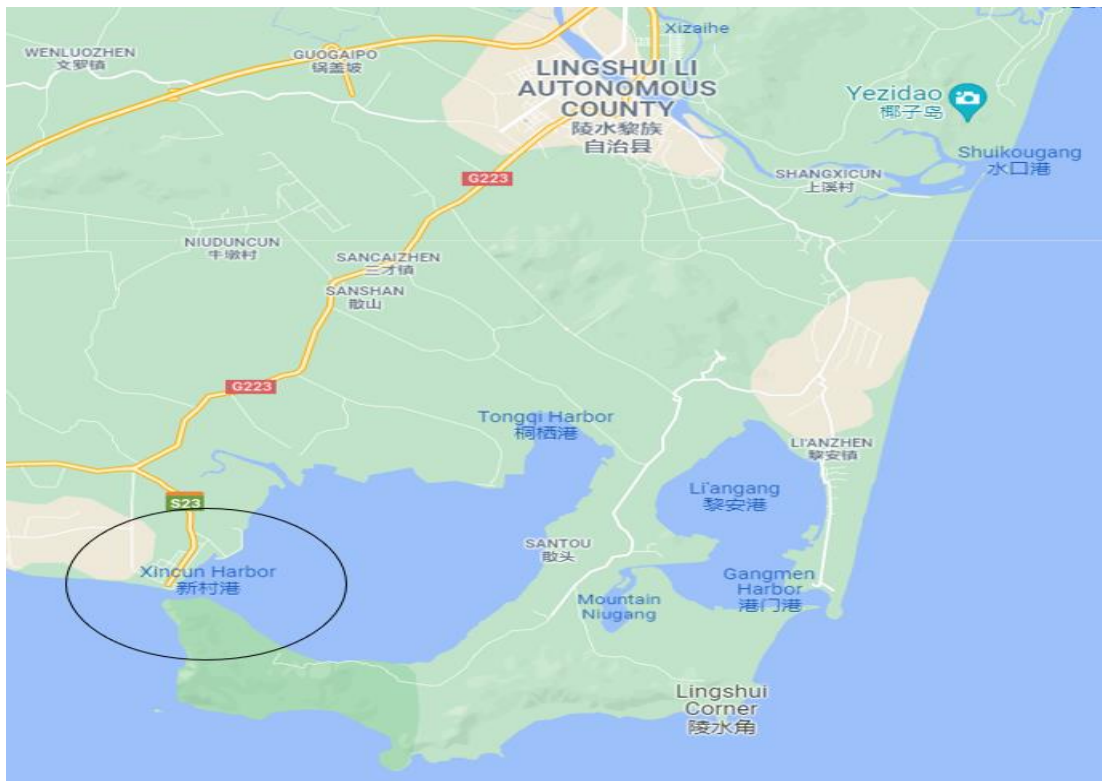 Xizaihe
WENLUOZHEN
文罗镇
GUOGAIPO
锅盖坡
LINGSHUI LI
AUTONOMOUS
COUNTY
陵水黎族
自治县
Yezidao
椰子岛
Shuikougang
水口港
SHANGXICUN
上溪村
G223
NIUDUNCUN
牛墩村
SANCAIZHEN
三才镇
SANSHAN
散山
G223
Tongqi Harbor
桐栖港
LI'ANZHEN
黎安镇
Li'angang
黎安港
S23
SANTOU
散头
Xincun Harbor
新村港
Gangmen
Harbor
港门港
Mountain
Niugang
Lingshui
Corner
陵水角